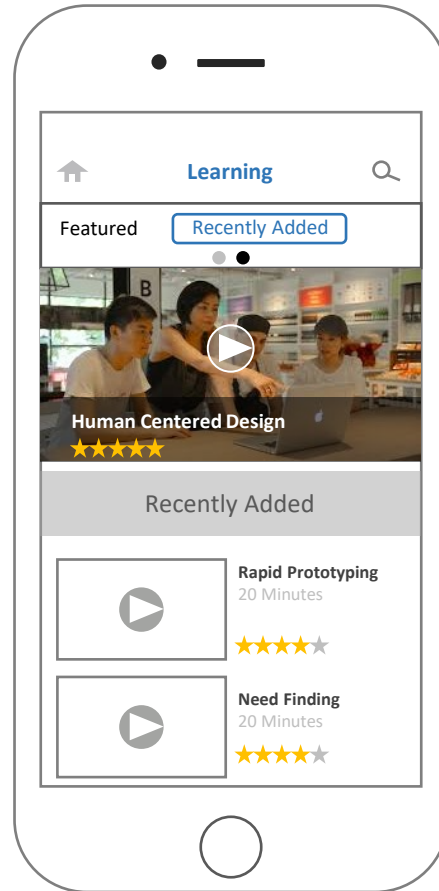 Learning
Featured
Recently Added
B
Human Centered Design
Recently Added
Rapid Prototyping
20 Minutes
Need Finding
20 Minutes